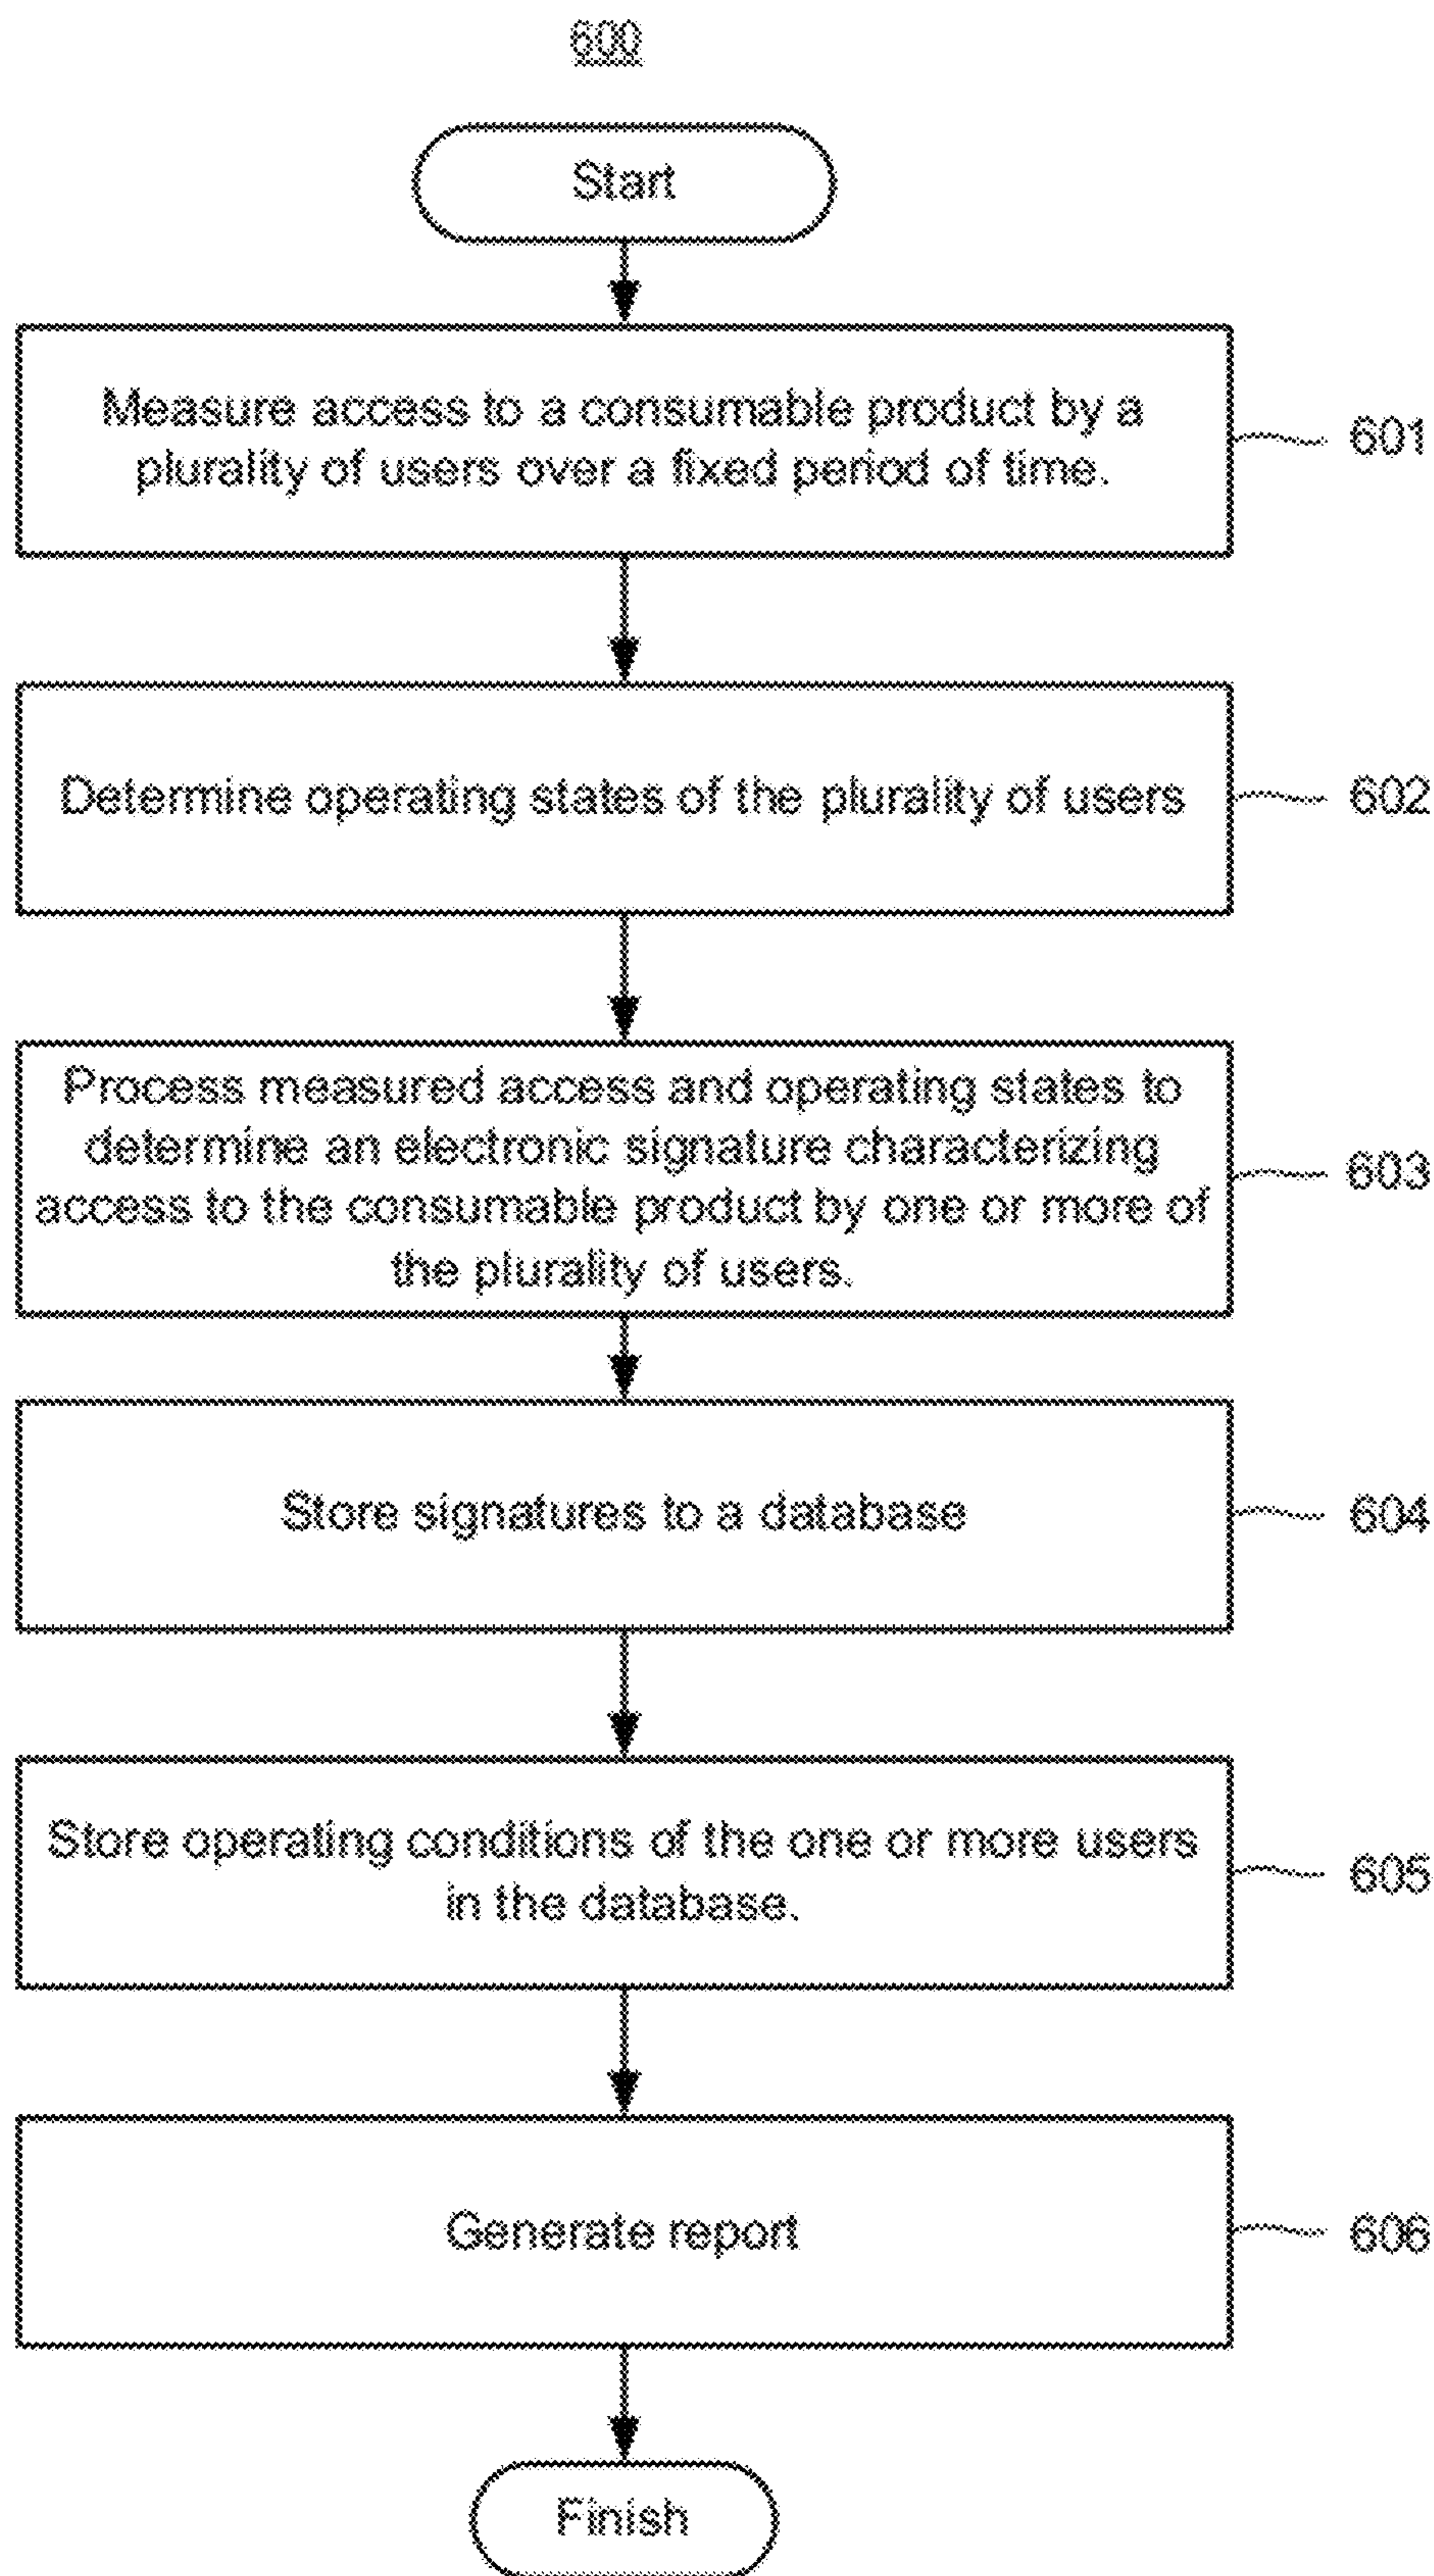 600
Start
Measure access to a consumable product by a
plurality of users over a fixed period of time.
601
Determine operating states of the plurality of users
602
Process measured access and operating states to
determine an electronic signature characterizing
access to the consumable product by one or more of
the plurality of users.
603
Store signatures to a database
604
Store operating conditions of the one or more users
in the database.
605
Generate report
606
Finish